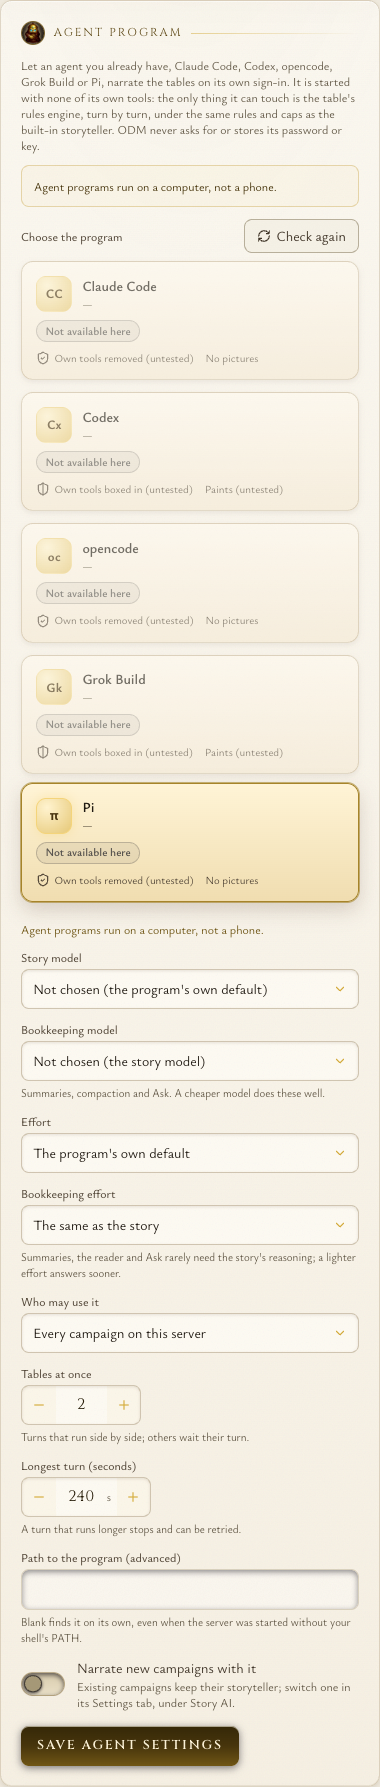 AGENT PROGRAM
Let an agent you already have, Claude Code, Codex, opencode,
Grok Build or Pi, narrate the tables on its own sign-in. It is started
with none of its own tools: the only thing it can touch is the table's
rules engine, turn by turn, under the same rules and caps as the
built-in storyteller. ODM never asks for or stores its password or
key.
Agent programs run on a computer, not a phone.
Choose the program
Check again
CC
Claude Code
—
Not available here
Own tools removed (untested) No pictures
Cx
Codex
—
Not available here
Own tools boxed in (untested) Paints (untested)
oc
opencode
—
Not available here
Own tools removed (untested) No pictures
Gk
Grok Build
—
Not available here
Own tools boxed in (untested) Paints (untested)
π
Pi
—
Not available here
Own tools removed (untested) No pictures
Agent programs run on a computer, not a phone.
Story model
Not chosen (the program's own default)
Bookkeeping model
Not chosen (the story model)
Summaries, compaction and Ask. A cheaper model does these well.
Effort
The program's own default
Bookkeeping effort
The same as the story
Summaries, the reader and Ask rarely need the story's reasoning; a lighter
effort answers sooner.
Who may use it
Every campaign on this server
Tables at once
− 2 +
Turns that run side by side; others wait their turn.
Longest turn (seconds)
− 240 s +
A turn that runs longer stops and can be retried.
Path to the program (advanced)
Blank finds it on its own, even when the server was started without your
shell's PATH.
Narrate new campaigns with it
Existing campaigns keep their storyteller; switch one in
its Settings tab, under Story AI.
SAVE AGENT SETTINGS